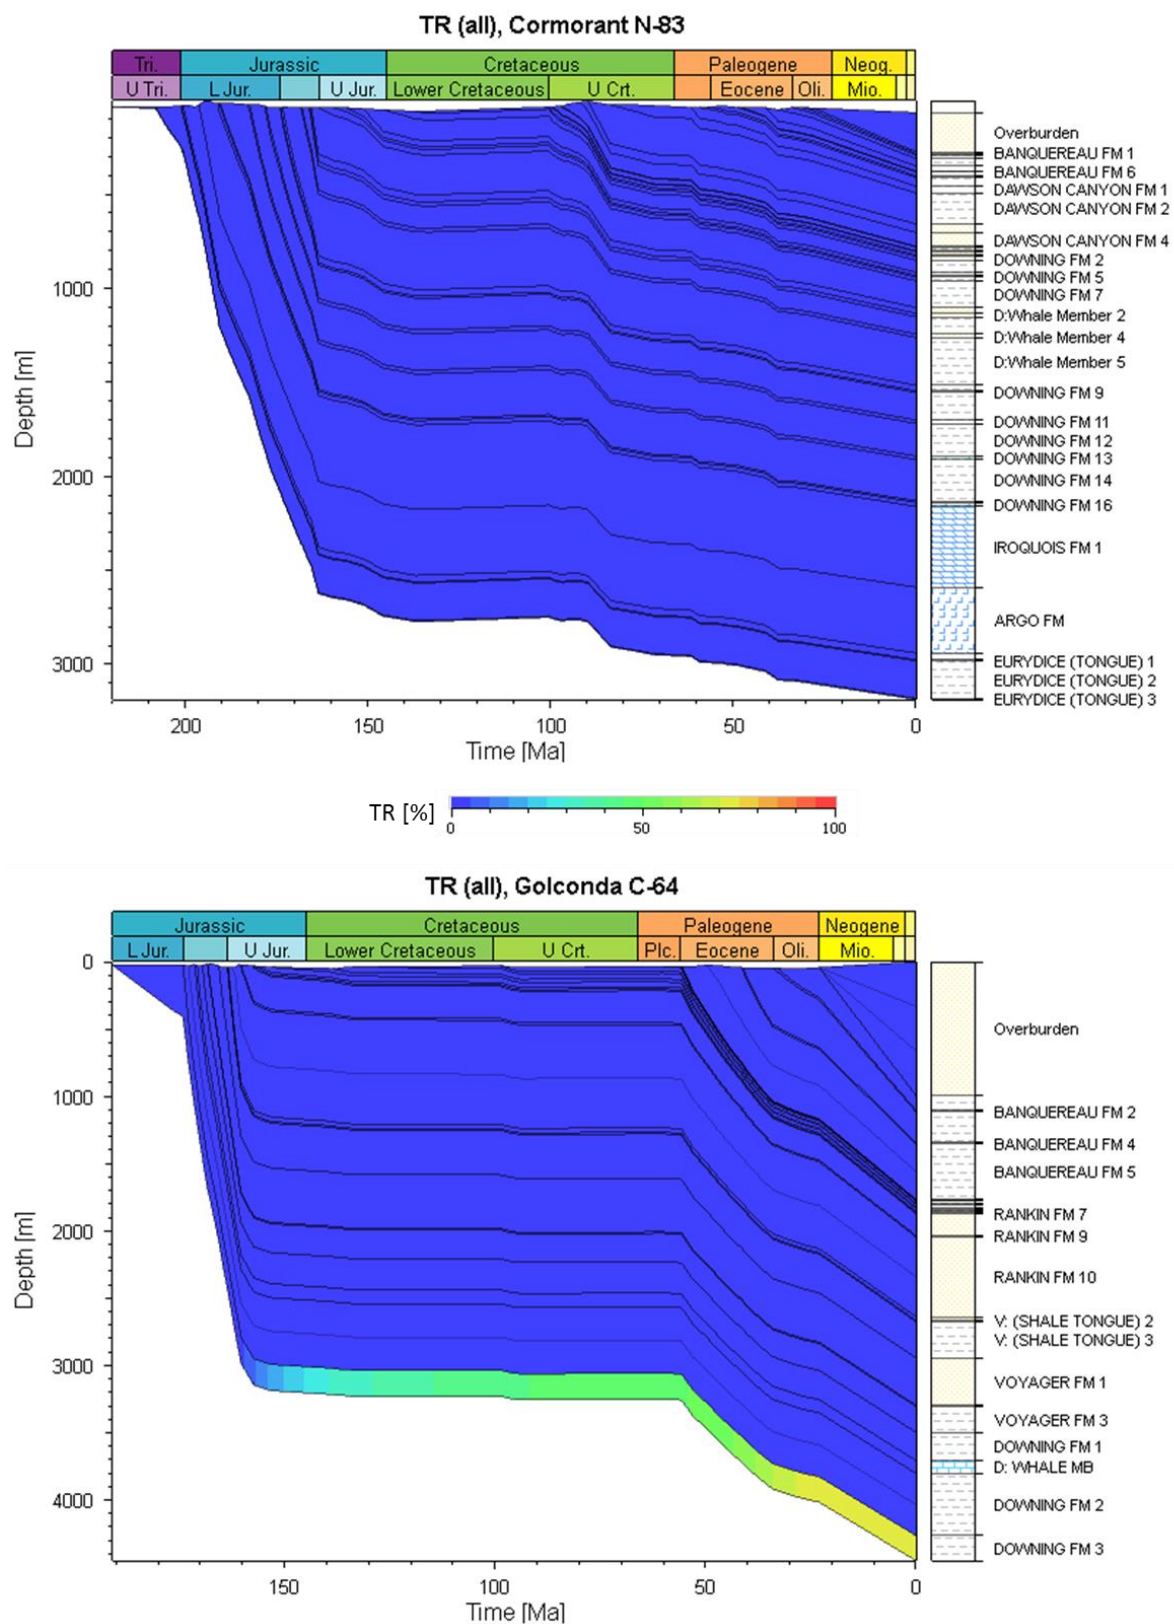 TR (all), Cormorant N-83
Tri. Jurassic Cretaceous Paleogene Neog.
U Tri. L Jur. U Jur. Lower Cretaceous U Crt. Eocene Oli. Mio.
Overburden
BANQUEREAU FM 1
BANQUEREAU FM 6
DAWSON CANYON FM 1
DAWSON CANYON FM 2
DAWSON CANYON FM 4
DOWNING FM 2
DOWNING FM 5
1000
DOWNING FM 7
D:Whale Member 2
D:Whale Member 4
D:Whale Member 5
Depth [m]
DOWNING FM 9
DOWNING FM 11
DOWNING FM 12
DOWNING FM 13
2000
DOWNING FM 14
DOWNING FM 16
IROQUOIS FM 1
ARGO FM
3000
EURYDICE (TONGUE) 1
EURYDICE (TONGUE) 2
EURYDICE (TONGUE) 3
200 150 100 50 0
Time [Ma]
TR [%]
0 50 100
TR (all), Golconda C-64
Jurassic Cretaceous Paleogene Neogene
L Jur. U Jur. Lower Cretaceous U Crt. Plc. Eocene Oli. Mio.
0
Overburden
1000
BANQUEREAU FM 2
BANQUEREAU FM 4
BANQUEREAU FM 5
RANKIN FM 7
2000
RANKIN FM 9
Depth [m]
RANKIN FM 10
V: (SHALE TONGUE) 2
V: (SHALE TONGUE) 3
3000
VOYAGER FM 1
VOYAGER FM 3
DOWNING FM 1
D: WHALE MB
4000
DOWNING FM 2
DOWNING FM 3
150 100 50 0
Time [Ma]